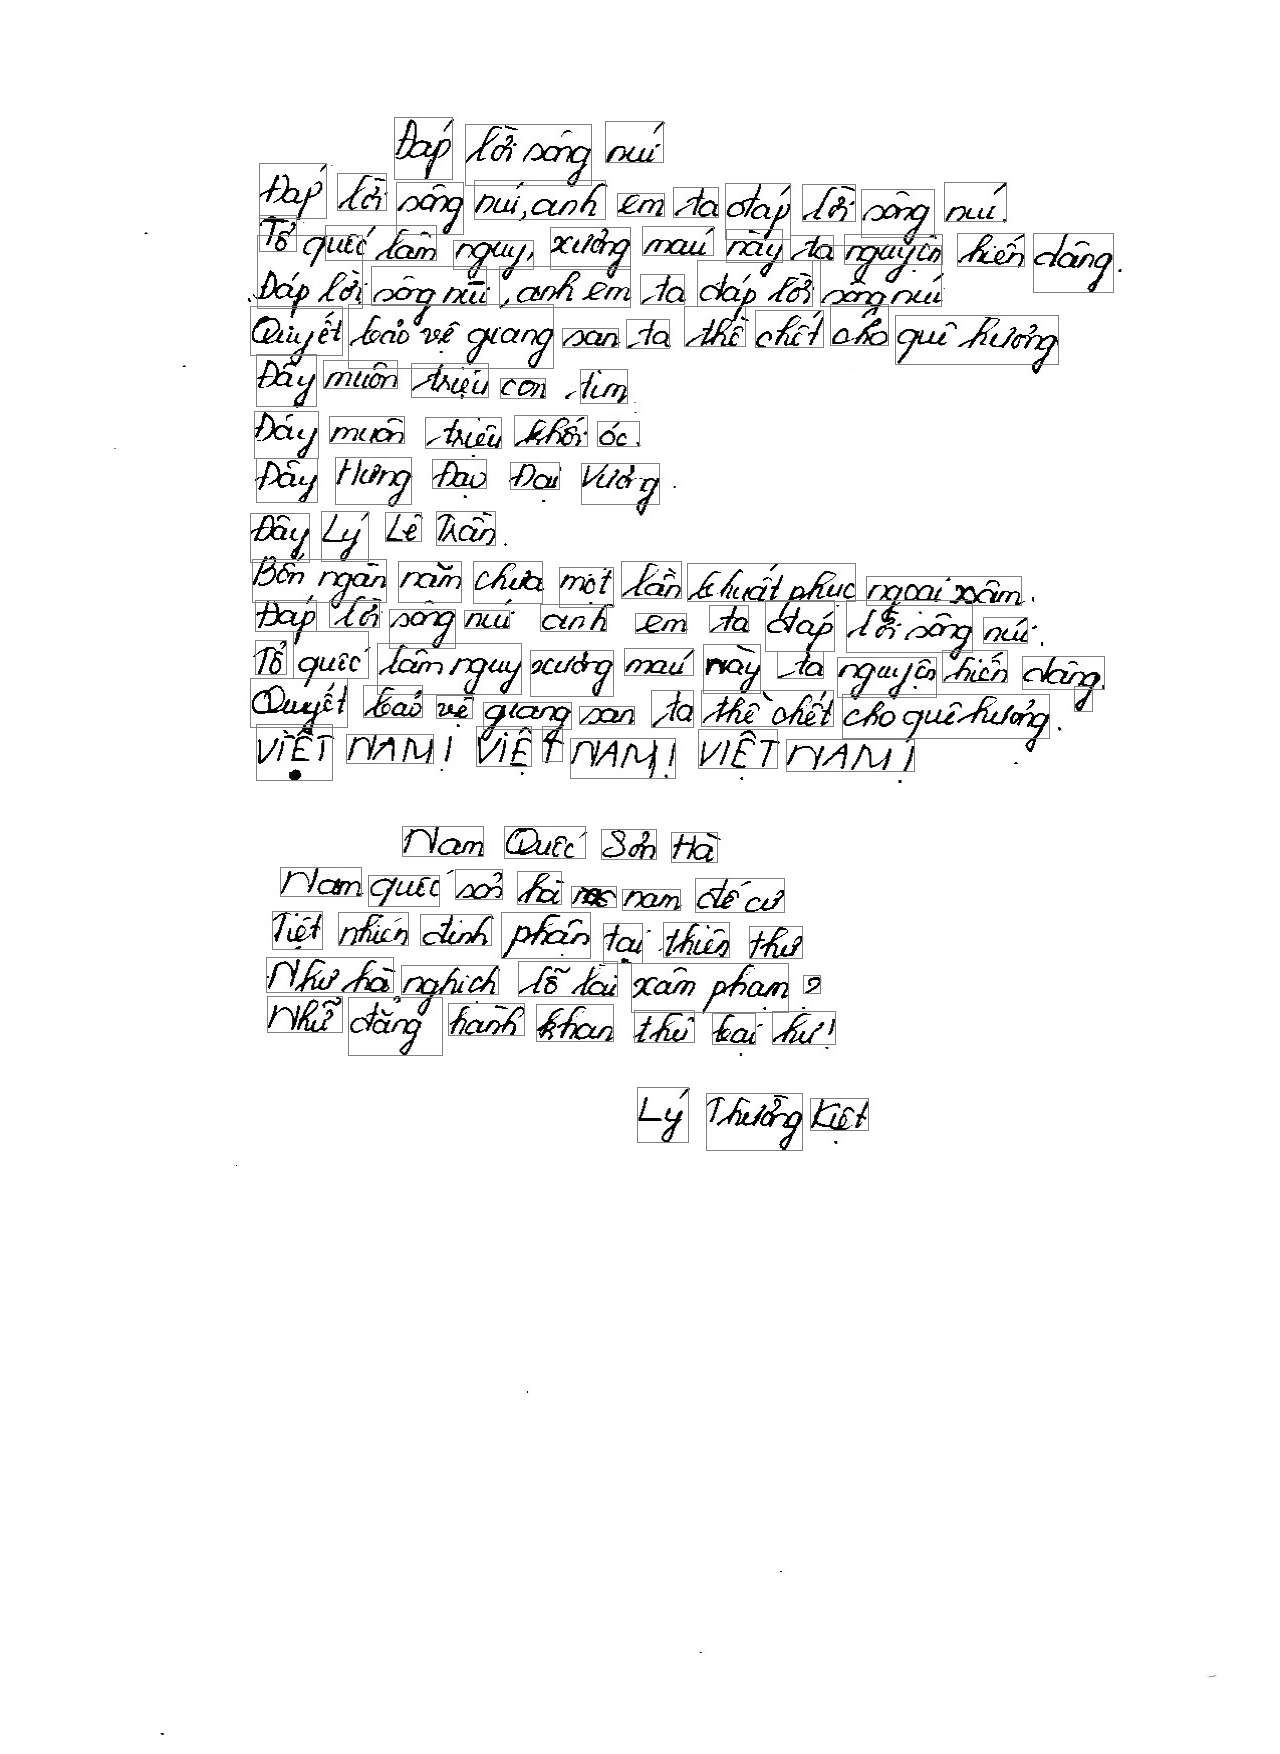 Đáp lời sông núi
Đáp lời sông núi, anh em ta đáp lời sông núi.
Tổ quốc lâm nguy, xương máu này ta nguyện hiến dâng.
Đáp lời sông núi, anh em ta đáp lời sông núi
Quyết bảo vệ giang san ta thề chết cho quê hương
Đây muôn triệu con tim
Đây muôn triệu khối óc.
Đây Hưng Đạo Đại Vương.
Đây Lý Lê Trần.
Bốn ngàn năm chưa một lần khuất phục ngoại xâm.
Đáp lời sông núi anh em ta đáp lời sông núi.
Tổ quốc lâm nguy xương máu này ta nguyện hiến dâng.
Quyết bảo vệ giang san ta thề chết cho quê hương.
VIỆT NAM! VIỆT NAM! VIỆT NAM!
Nam Quốc Sơn Hà
Nam quốc sơn hà nam đế cư
Tiệt nhiên định phận tại thiên thư
Như hà nghịch lỗ lai xâm phạm?
Nhữ đẳng hành khan thủ bại hư!
Lý Thường Kiệt